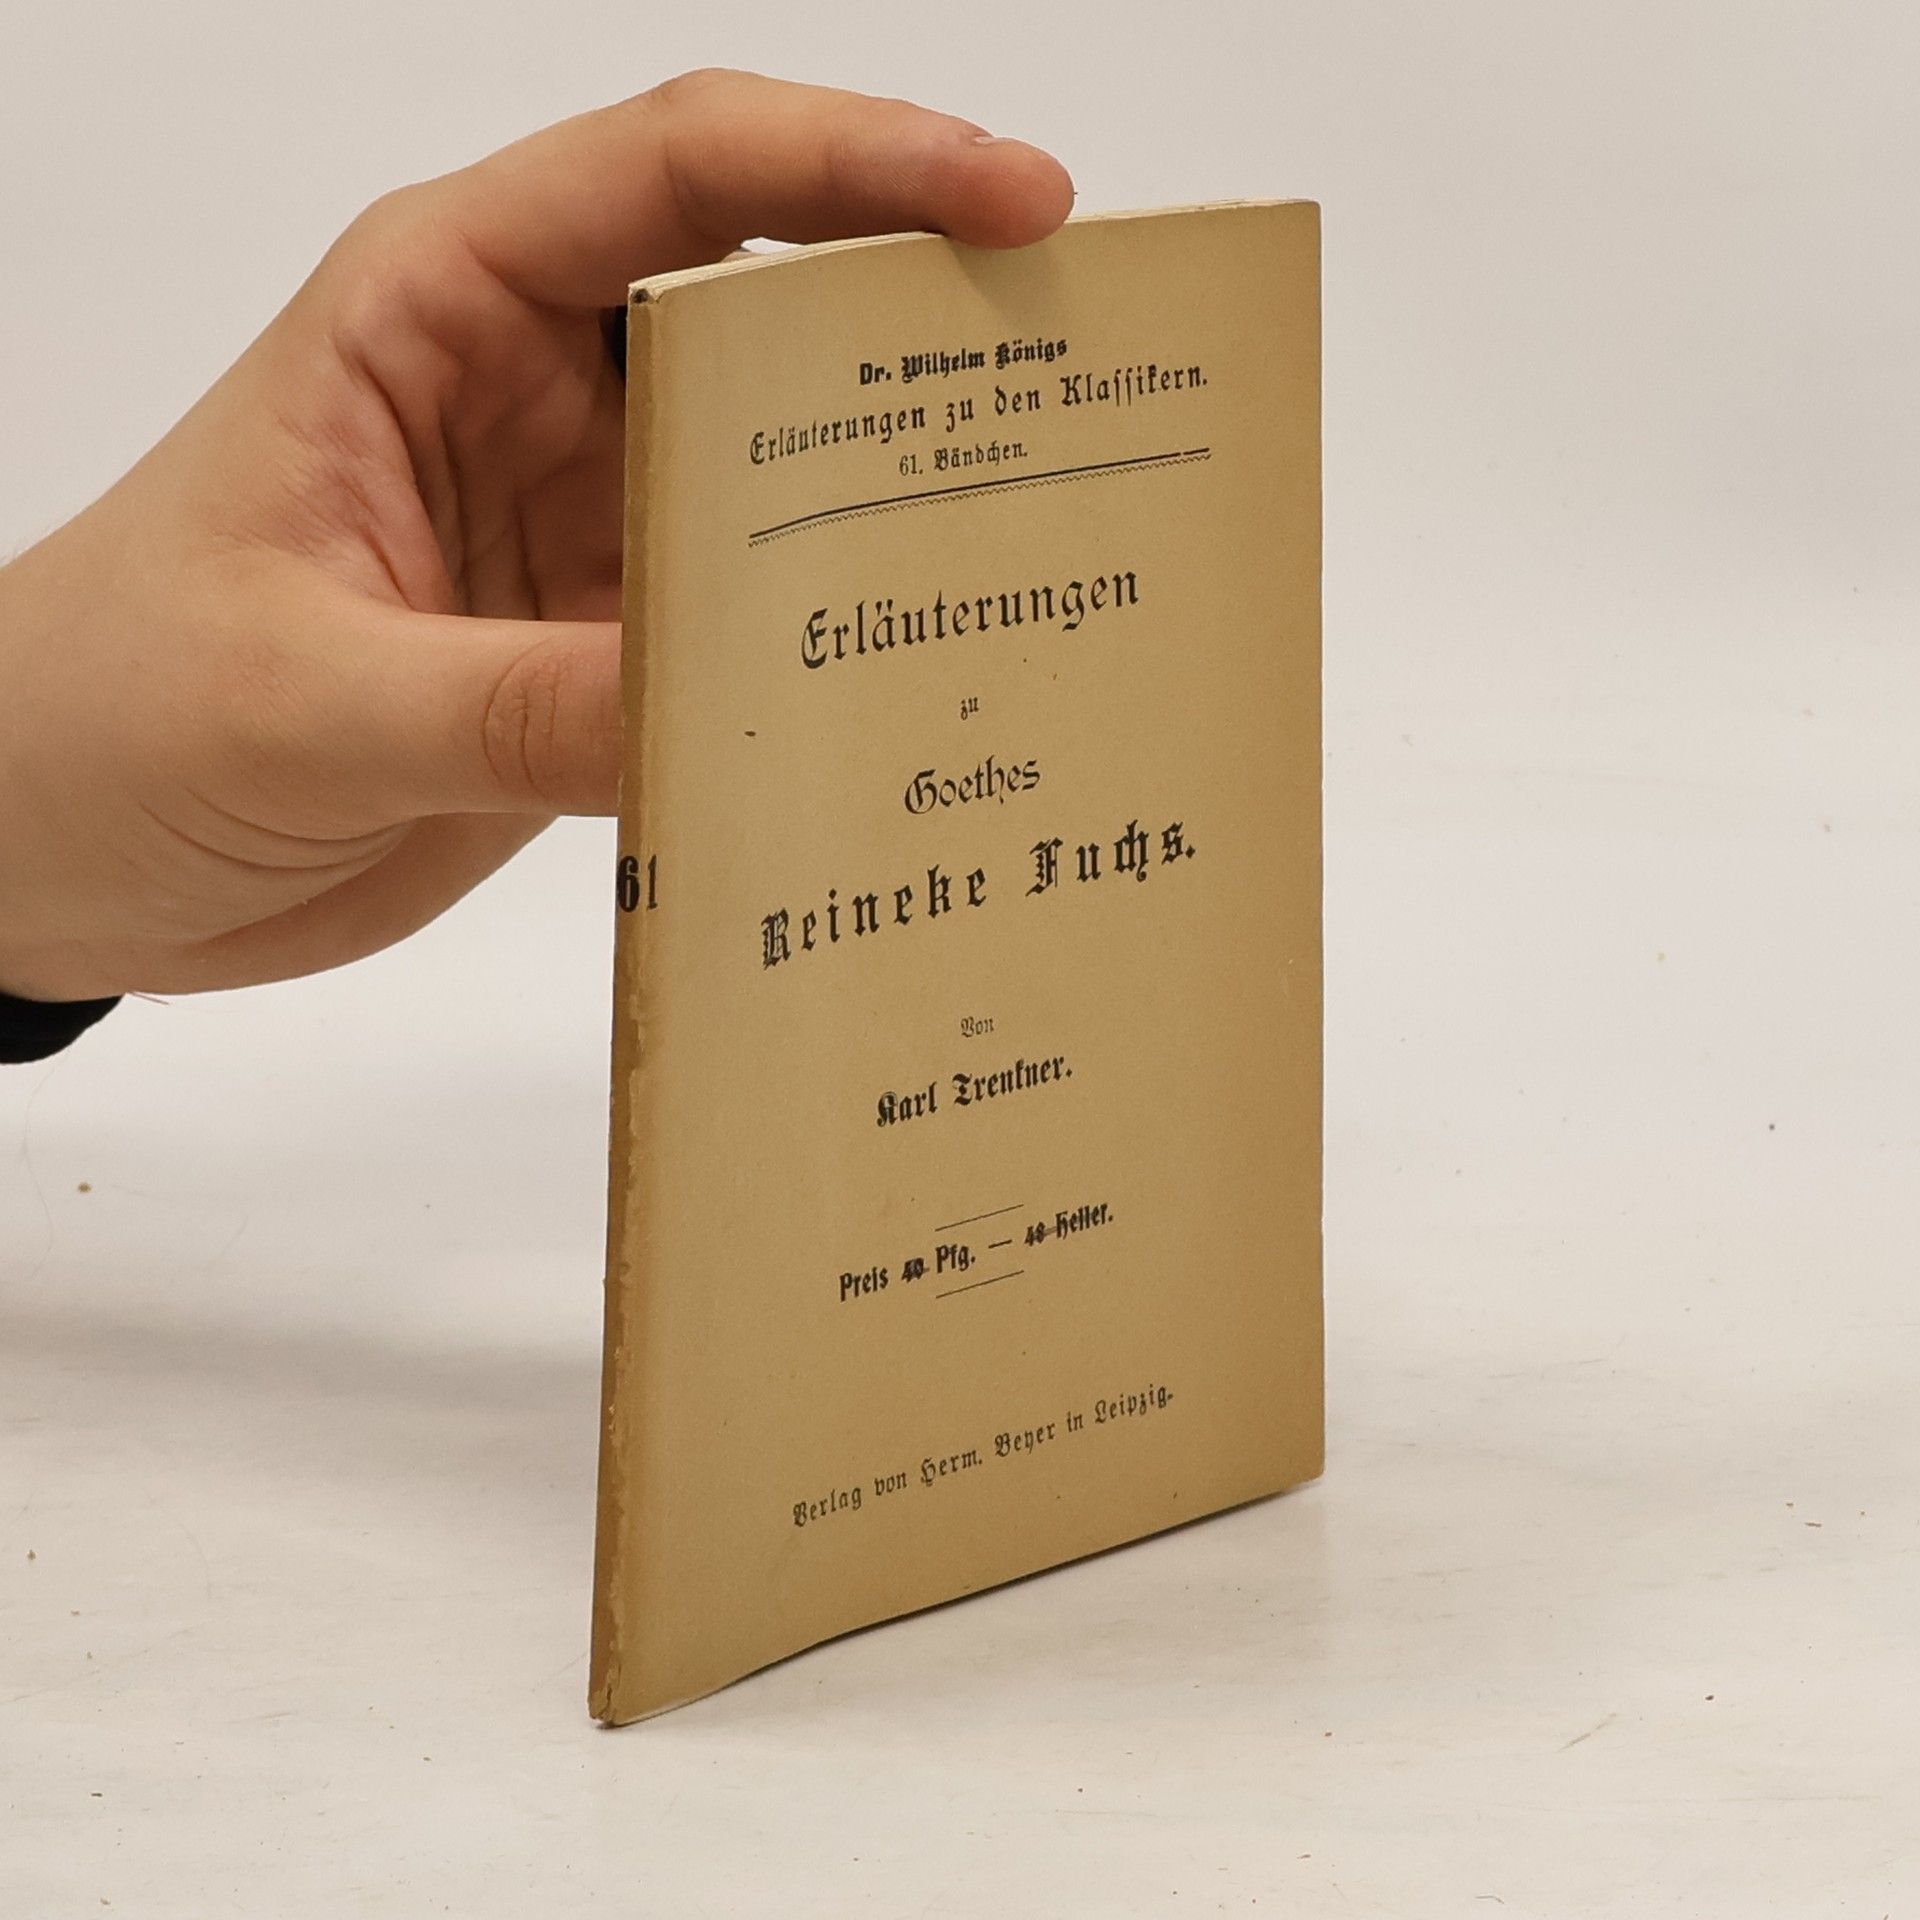 Dr. Wilhelm Königs
Erläuterungen zu den Klassikern.
61. Bändchen.
Erläuterungen
zu
Goethes
Reineke Fuchs.
Von
Karl Trenkner.
Preis 40 Pfg. — 48 Heller.
Verlag von Herm. Beyer in Leipzig.
61